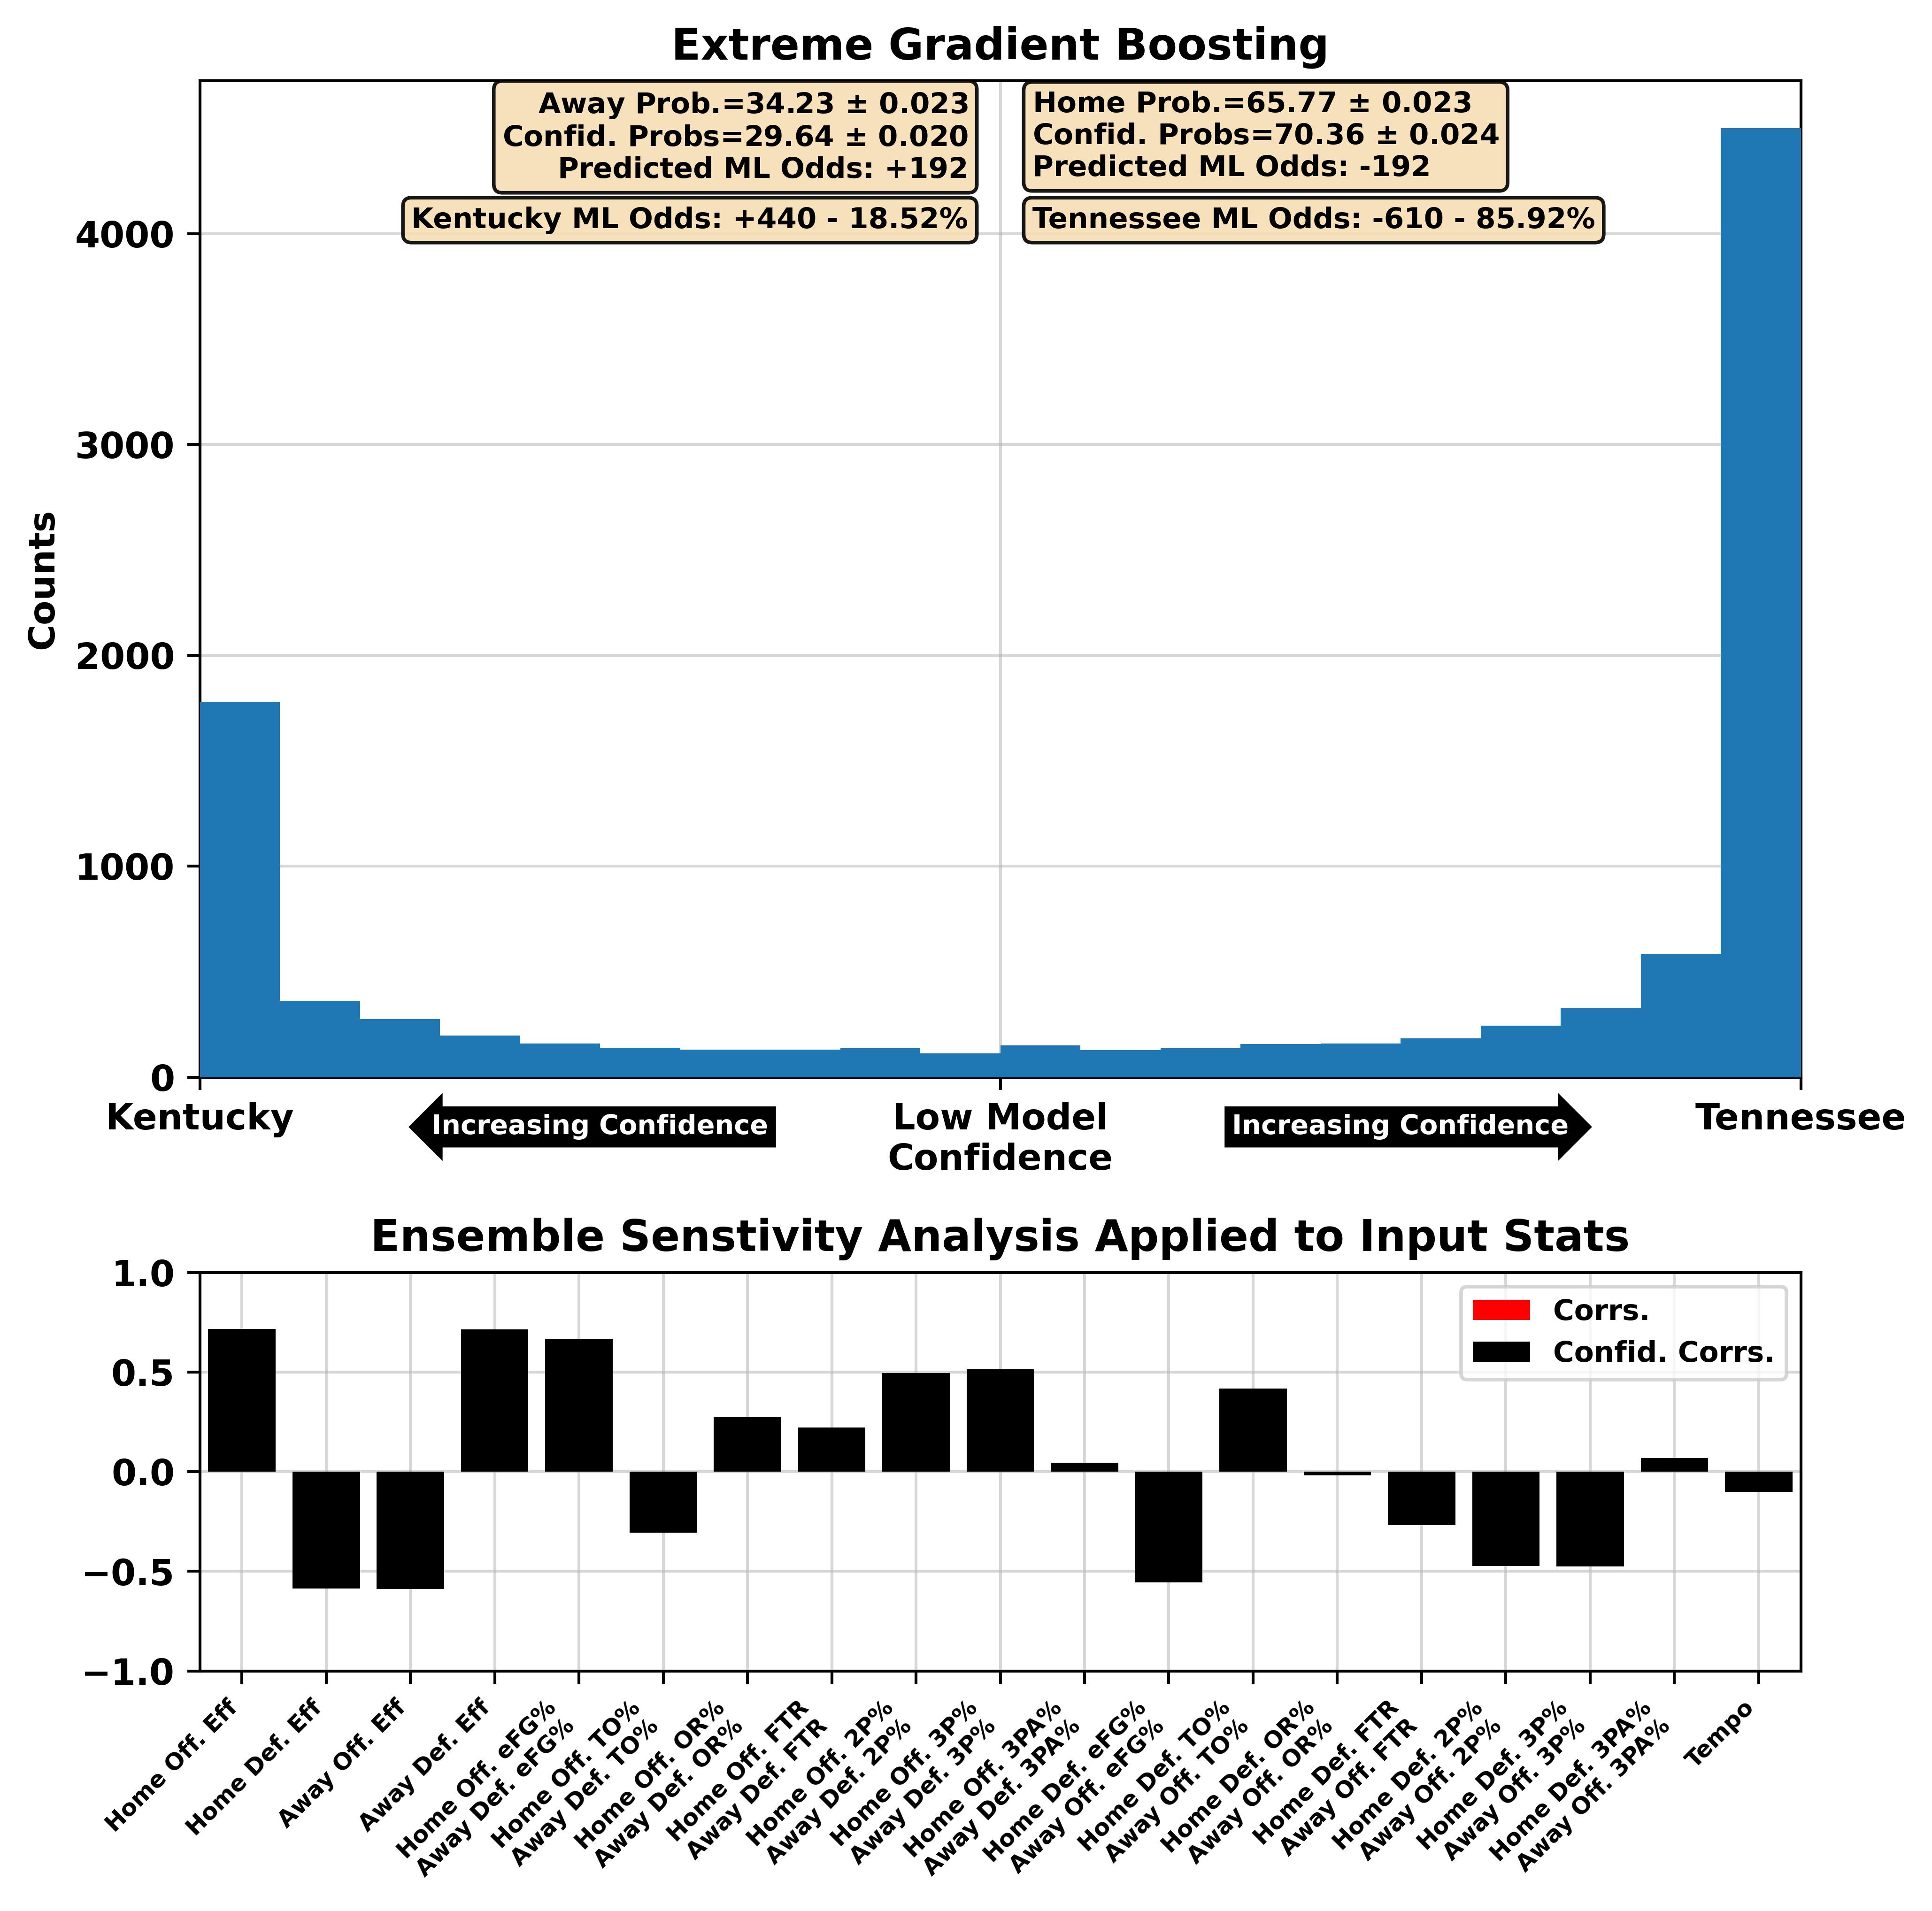 Extreme Gradient Boosting
Away Prob.=34.23 ± 0.023
Confid. Probs=29.64 ± 0.020
Predicted ML Odds: +192
Home Prob.=65.77 ± 0.023
Confid. Probs=70.36 ± 0.024
Predicted ML Odds: -192
Kentucky ML Odds: +440 - 18.52%
Tennessee ML Odds: -610 - 85.92%
4000
3000
2000
1000
0
Counts
Kentucky
Increasing Confidence
Low Model
Confidence
Increasing Confidence
Tennessee
Ensemble Senstivity Analysis Applied to Input Stats
1.0
0.5
0.0
−0.5
−1.0
Corrs.
Confid. Corrs.
Home Off. Eff
Home Def. Eff
Away Off. Eff
Away Def. Eff
Home Off. eFG%
Away Def. eFG%
Home Off. TO%
Away Def. TO%
Home Off. OR%
Away Def. OR%
Home Off. FTR
Away Def. FTR
Home Off. 2P%
Away Def. 2P%
Home Off. 3P%
Away Def. 3P%
Home Off. 3PA%
Away Def. 3PA%
Home Def. eFG%
Away Off. eFG%
Home Def. TO%
Away Off. TO%
Home Def. OR%
Away Off. OR%
Home Def. FTR
Away Off. FTR
Home Def. 2P%
Away Off. 2P%
Home Def. 3P%
Away Off. 3P%
Home Def. 3PA%
Away Off. 3PA%
Tempo